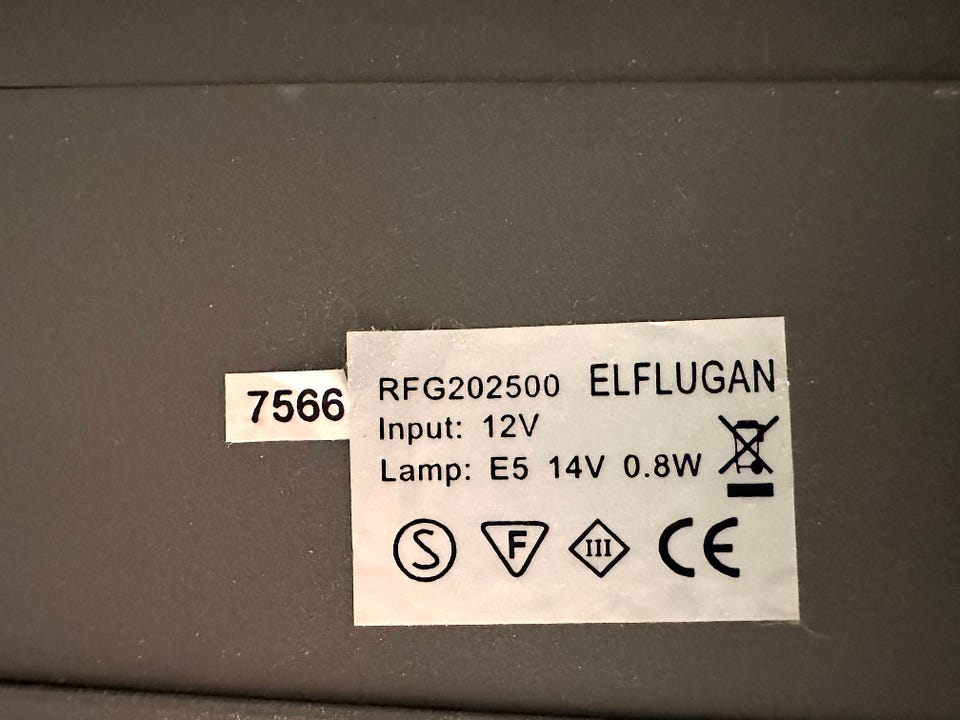 7566
RFG202500 ELFLUGAN
Input: 12V
Lamp: E5 14V 0.8W
S F III CE